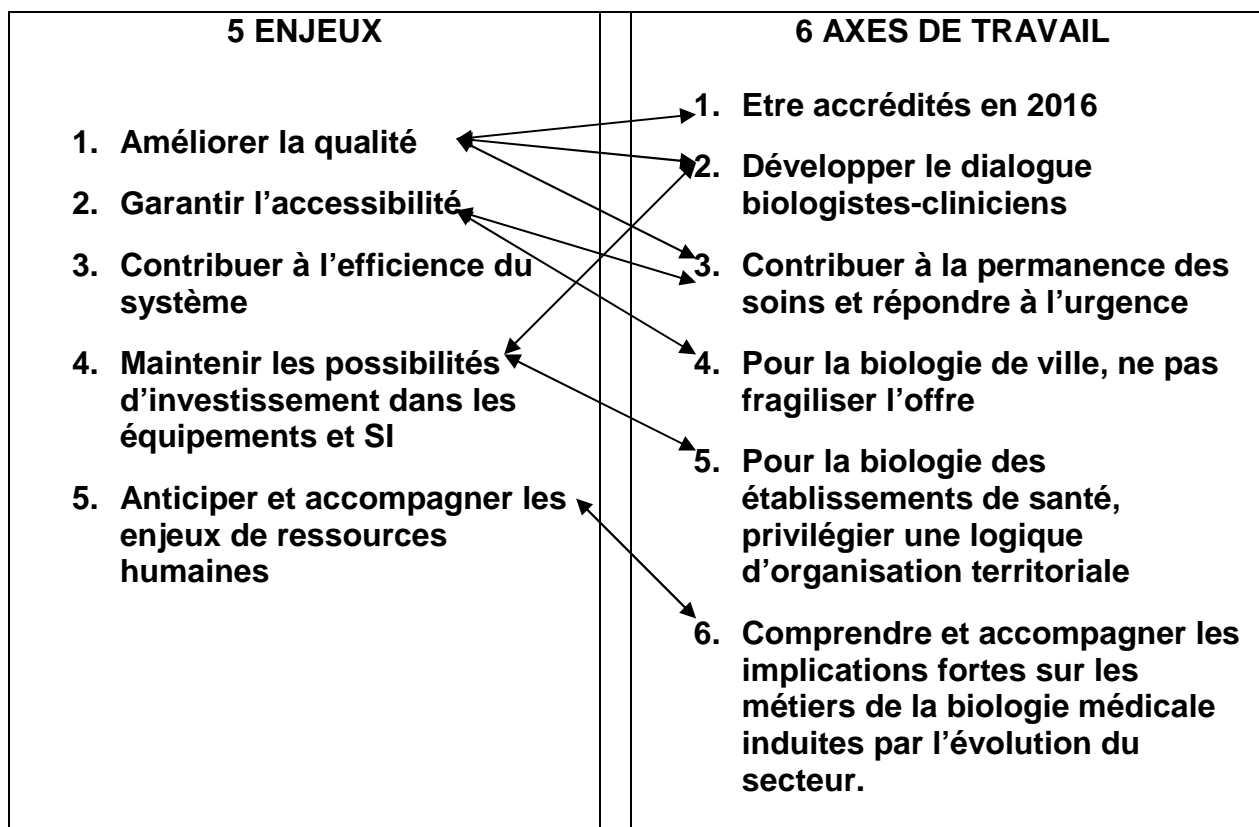 5 ENJEUX
1. Améliorer la qualité
2. Garantir l’accessibilité
3. Contribuer à l’efficience du
système
4. Maintenir les possibilités
d’investissement dans les
équipements et SI
5. Anticiper et accompagner les
enjeux de ressources
humaines
6 AXES DE TRAVAIL
1. Etre accrédités en 2016
2. Développer le dialogue
biologistes-cliniciens
3. Contribuer à la permanence des
soins et répondre à l’urgence
4. Pour la biologie de ville, ne pas
fragiliser l’offre
5. Pour la biologie des
établissements de santé,
privilégier une logique
d’organisation territoriale
6. Comprendre et accompagner les
implications fortes sur les
métiers de la biologie médicale
induites par l’évolution du
secteur.